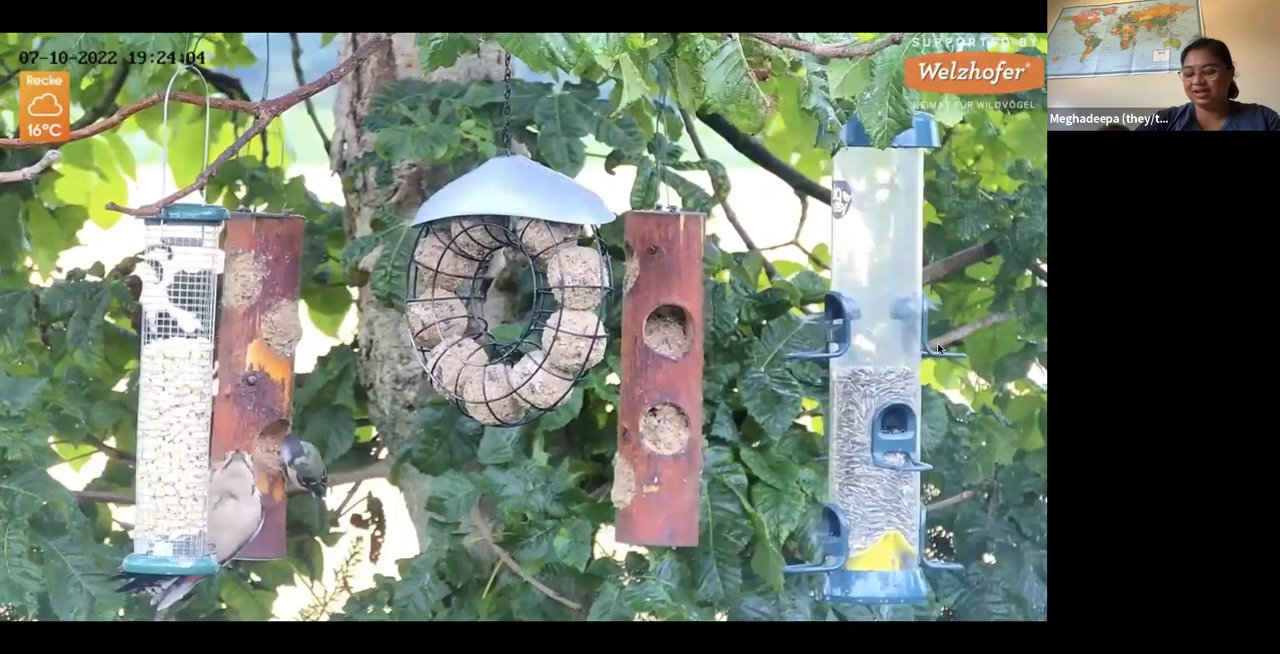 07-10-2022 19:24:04
Recke
16°C
SUPPORTED BY
Welzhofer®
HEIMAT FÜR WILDVÖGEL
Meghadeepa (they/t...